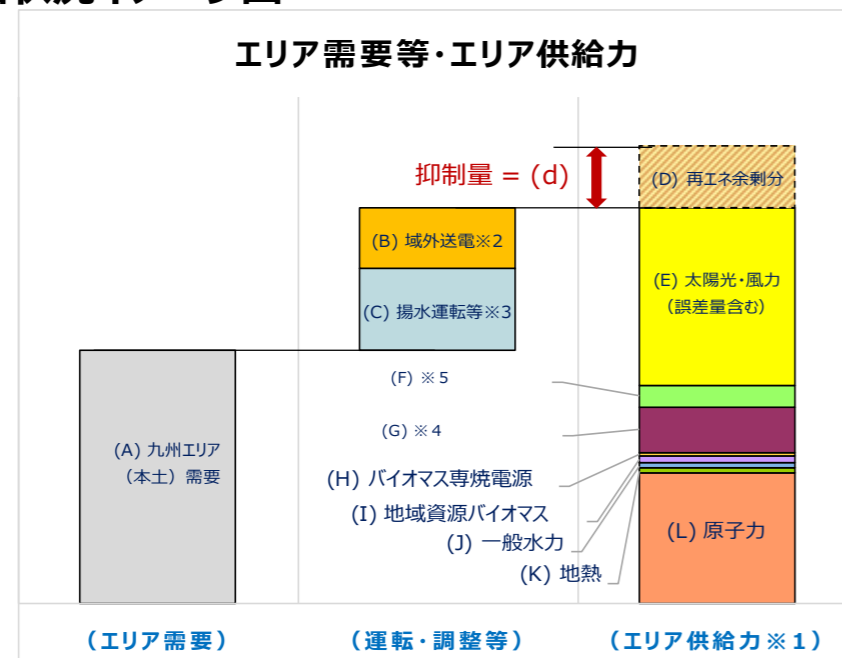 エリア需要等・エリア供給力
抑制量 = (d)
(D) 再エネ余剰分
(B) 域外送電※2
(C) 揚水運転等※3
(E) 太陽光・風力
（誤差量含む）
(F) ※5
(G) ※4
(A) 九州エリア
（本土）需要
(H) バイオマス専焼電源
(I) 地域資源バイオマス
(J) 一般水力
(K) 地熱
(L) 原子力
（エリア需要）
（運転・調整等）
（エリア供給力※1）